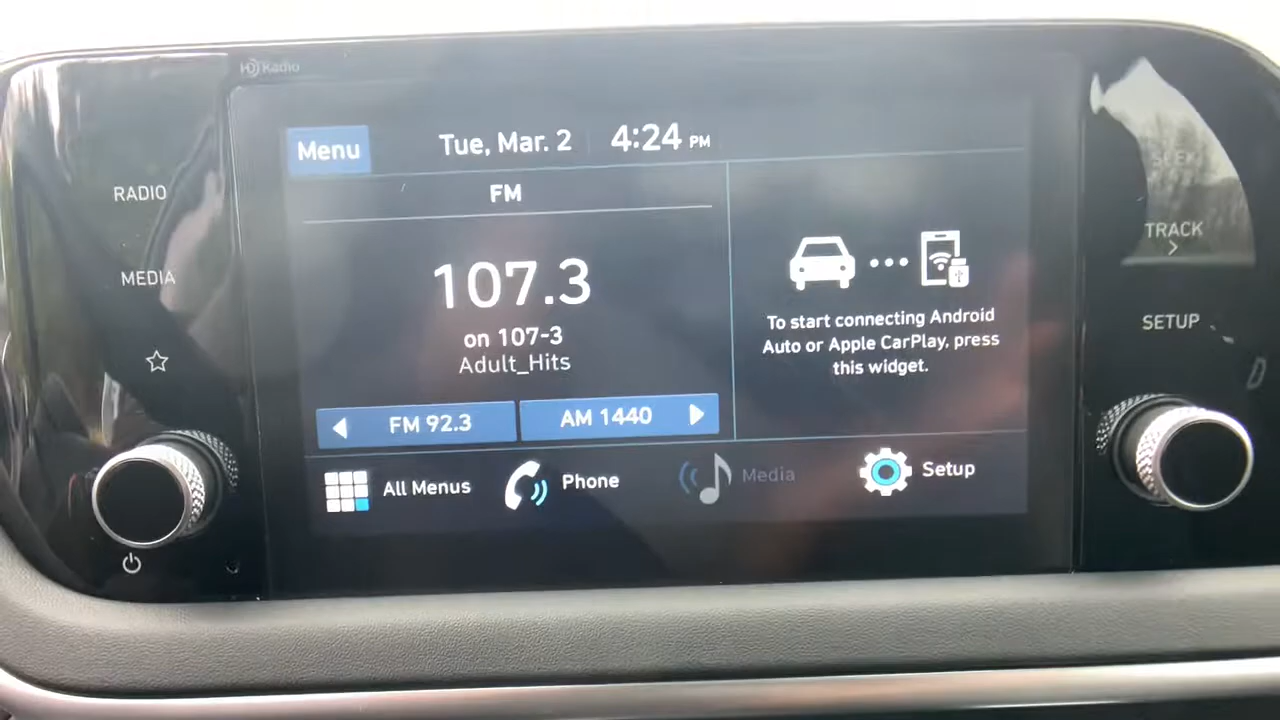 HD Radio
Menu
Tue, Mar. 2
4:24 PM
RADIO
MEDIA
FM
107.3
on 107-3
Adult_Hits
FM 92.3
AM 1440
To start connecting Android
Auto or Apple CarPlay, press
this widget.
All Menus
Phone
Media
Setup
SEEK
TRACK
SETUP